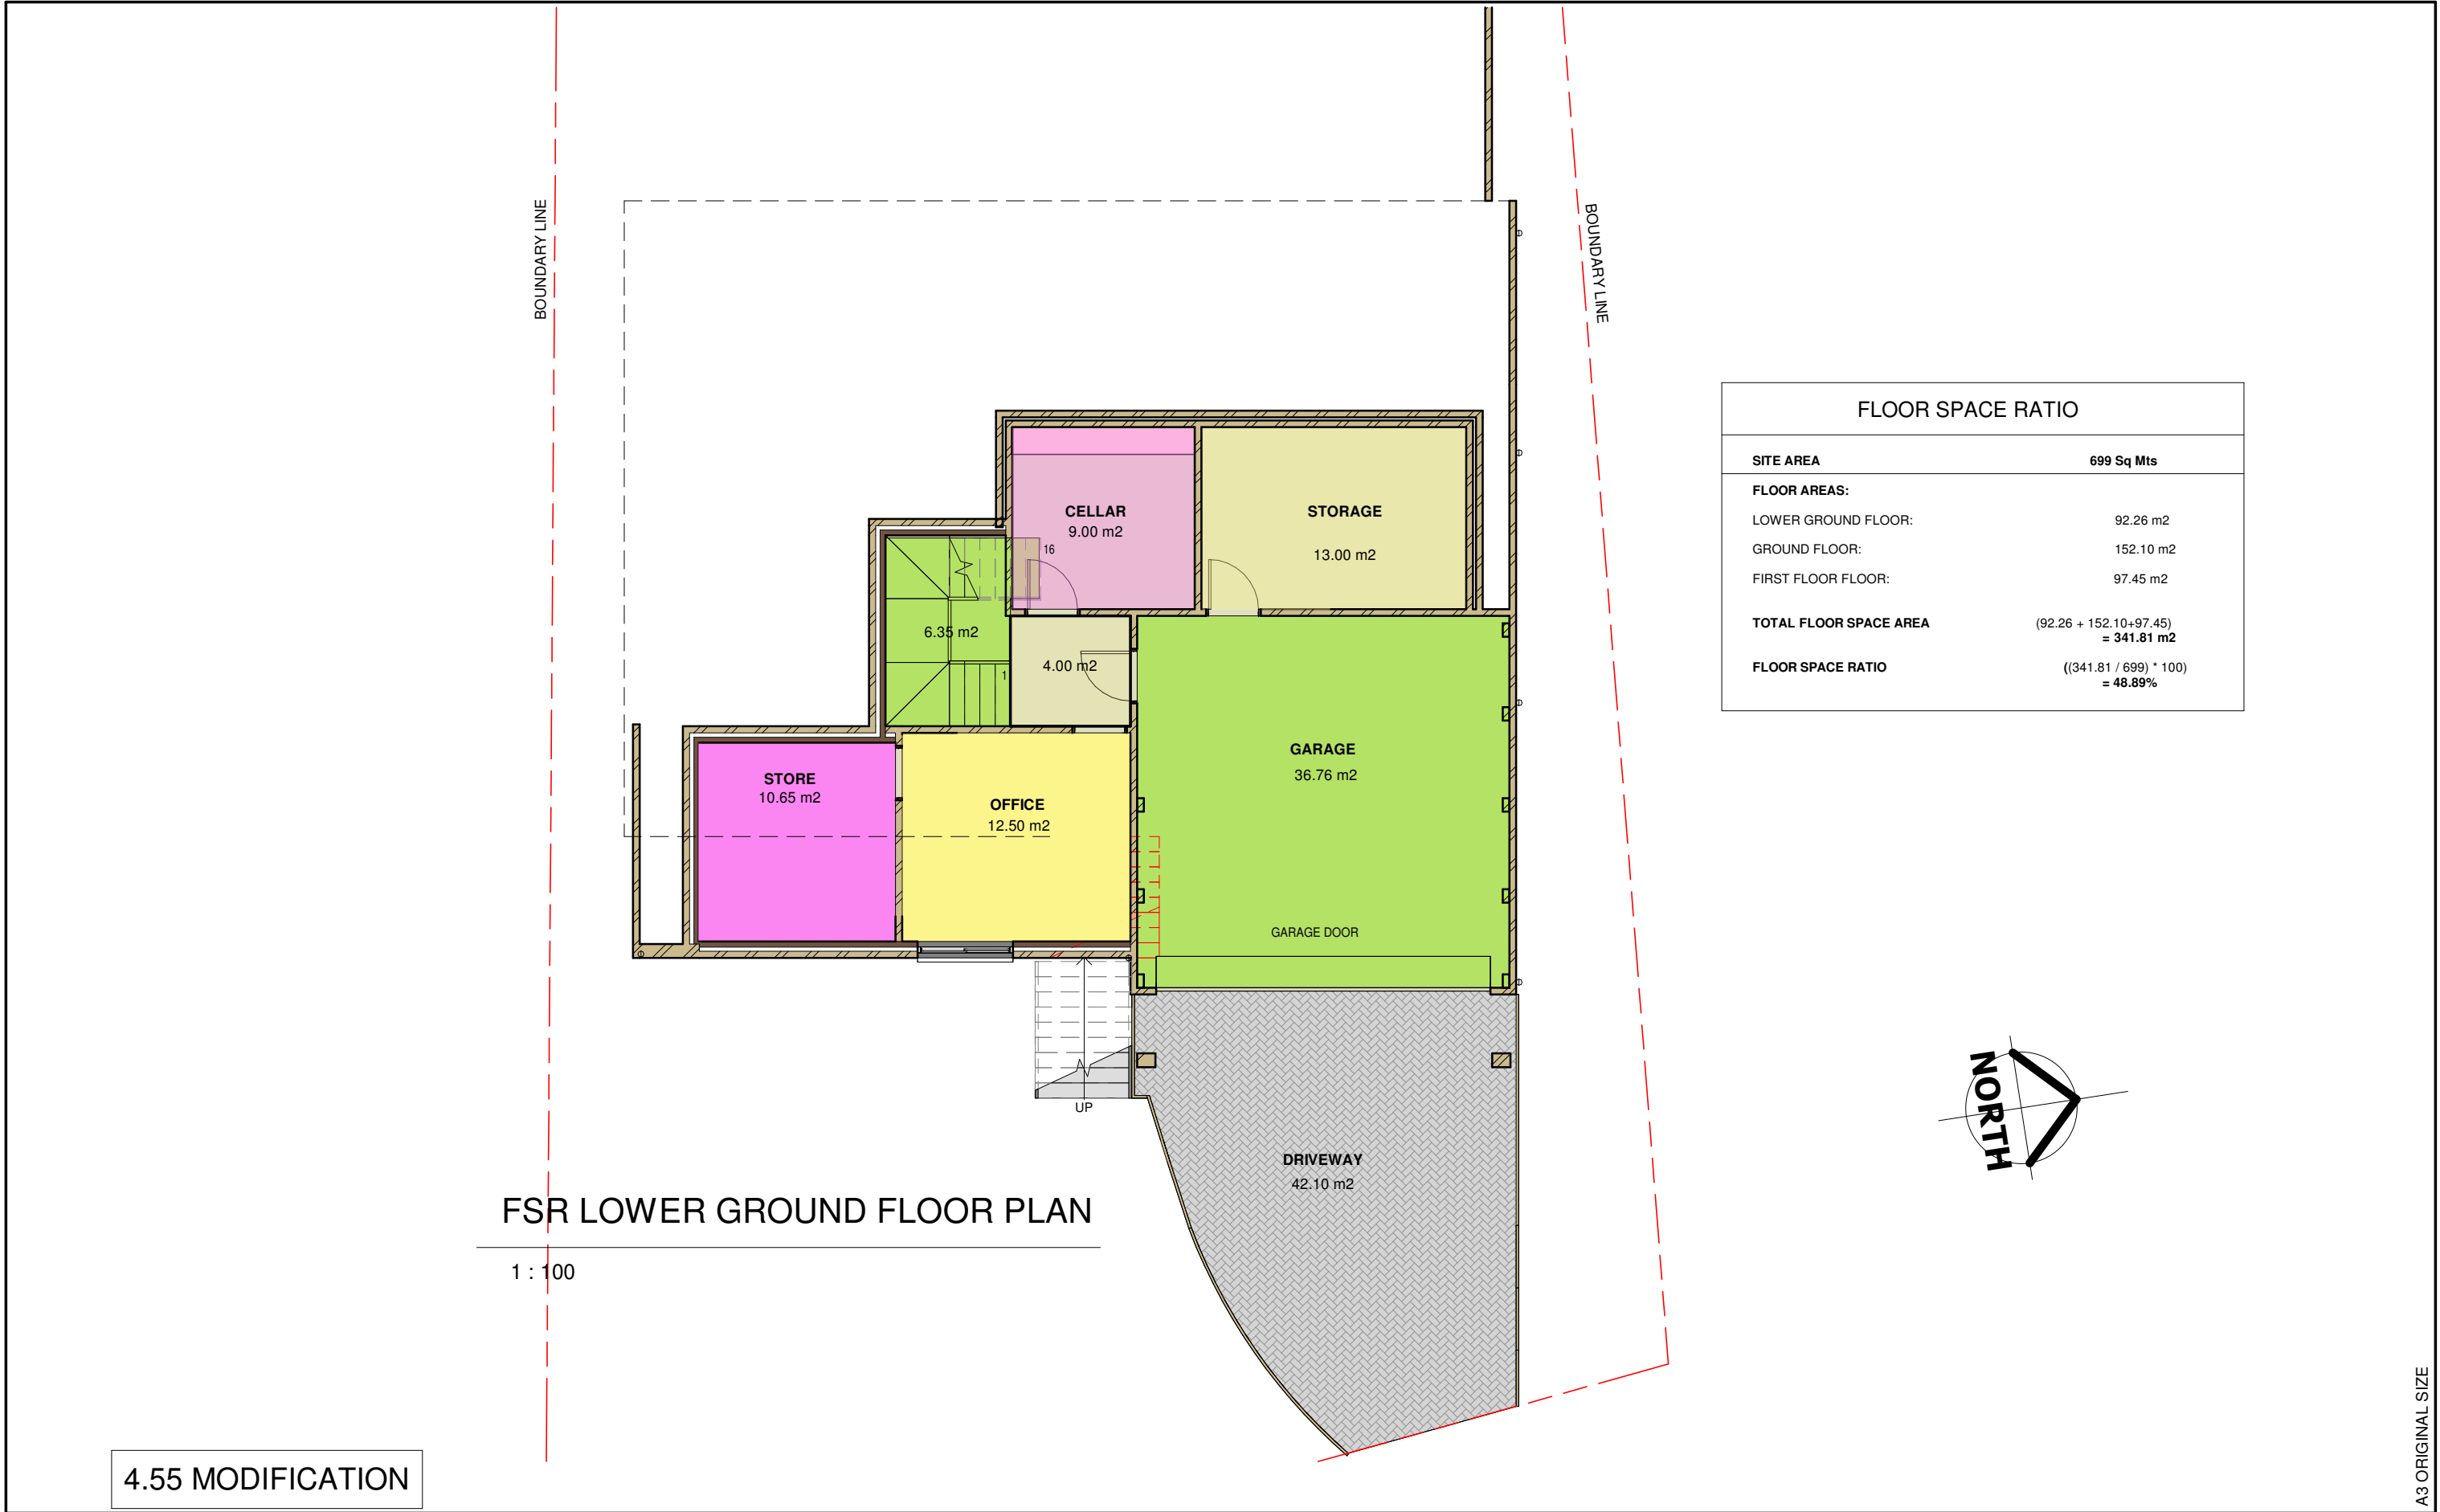 BOUNDARY LINE
BOUNDARY LINE
CELLAR
9.00 m2
STORAGE
13.00 m2
16
6.35 m2
4.00 m2
1
STORE
10.65 m2
OFFICE
12.50 m2
GARAGE
36.76 m2
GARAGE DOOR
UP
DRIVEWAY
42.10 m2
FLOOR SPACE RATIO
SITE AREA 699 Sq Mts
FLOOR AREAS:
LOWER GROUND FLOOR: 92.26 m2
GROUND FLOOR: 152.10 m2
FIRST FLOOR FLOOR: 97.45 m2
TOTAL FLOOR SPACE AREA (92.26 + 152.10+97.45)
= 341.81 m2
FLOOR SPACE RATIO ((341.81 / 699) * 100)
= 48.89%
NORTH
FSR LOWER GROUND FLOOR PLAN
1 : 100
4.55 MODIFICATION
A3 ORIGINAL SIZE